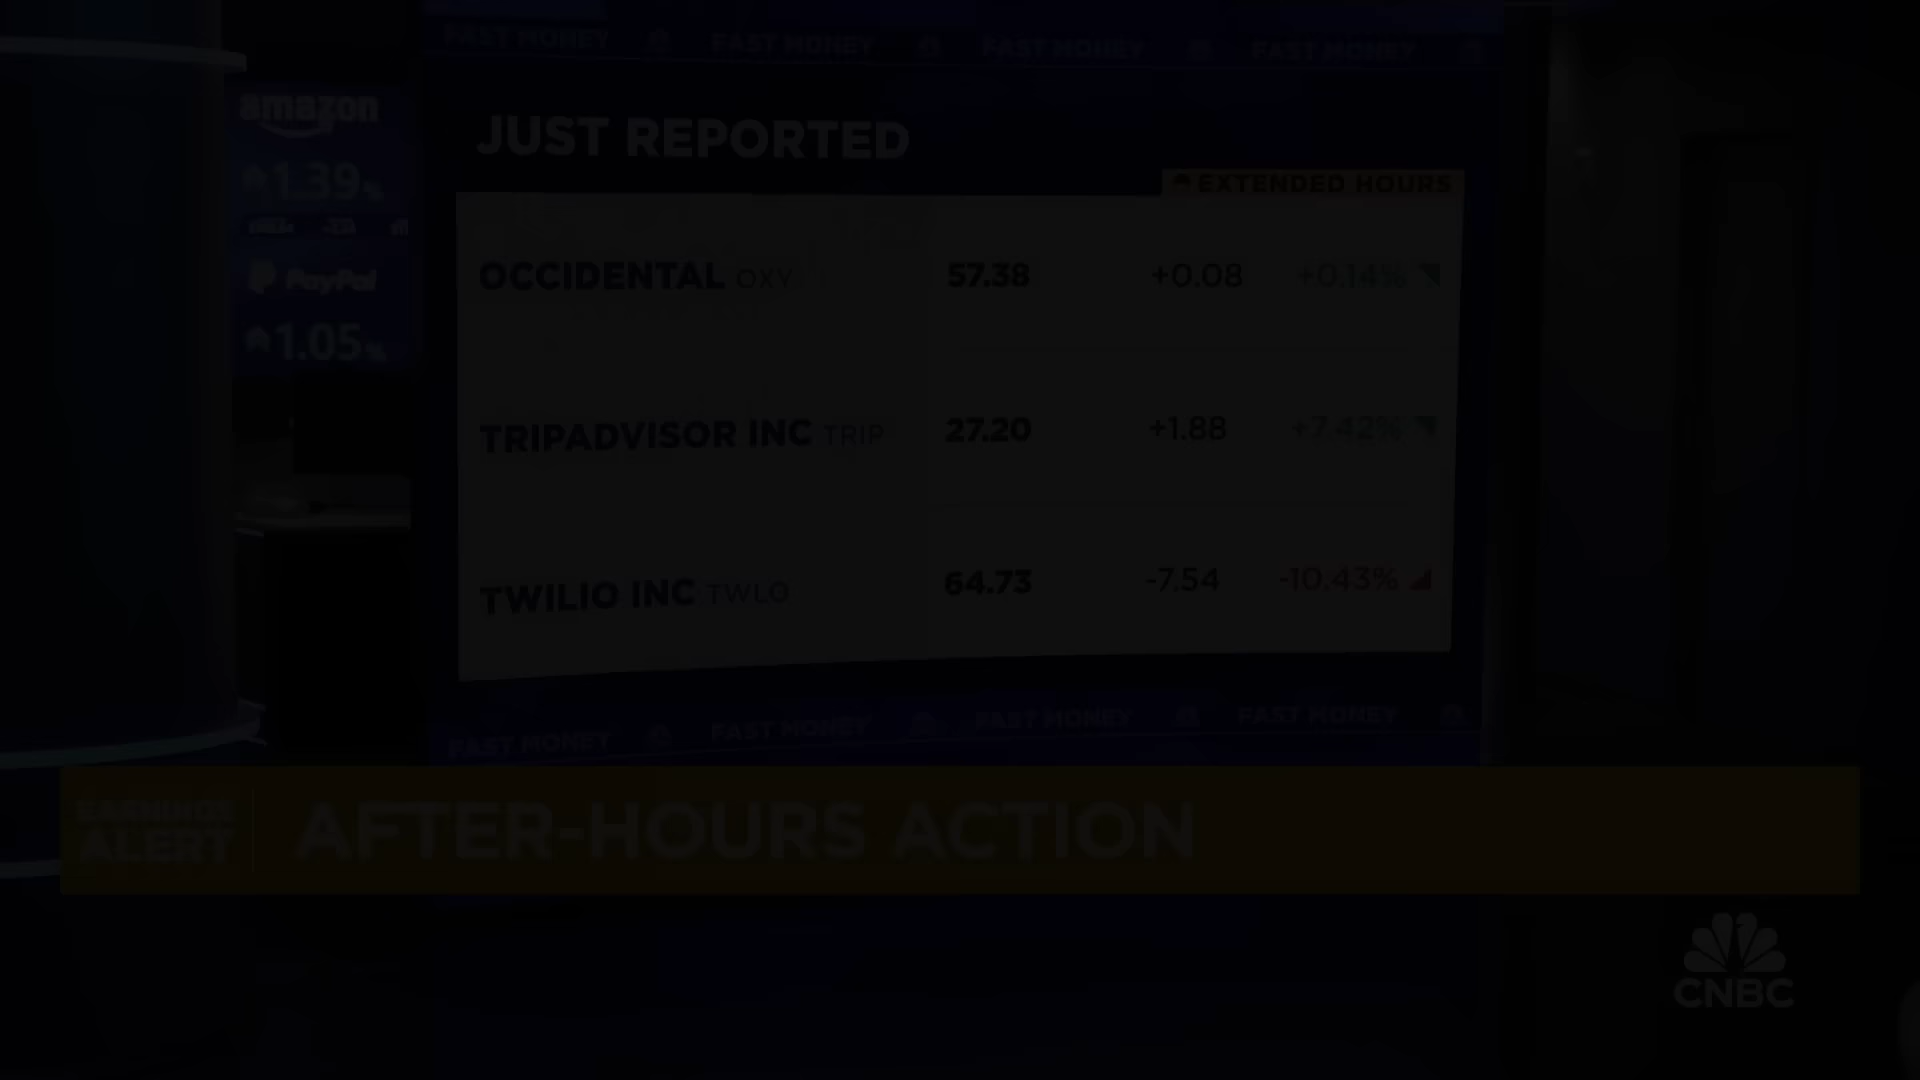 FAST MONEY FAST MONEY FAST MONEY FAST MONEY
amazon
1.39%
PayPal
1.05%
JUST REPORTED
EXTENDED HOURS
OCCIDENTAL OXY 57.38 +0.08 +0.14%
TRIPADVISOR INC TRIP 27.20 +1.88 +7.42%
TWILIO INC TWLO 64.73 -7.54 -10.43%
FAST MONEY FAST MONEY FAST MONEY FAST MONEY
EARNINGS
ALERT
AFTER-HOURS ACTION
CNBC